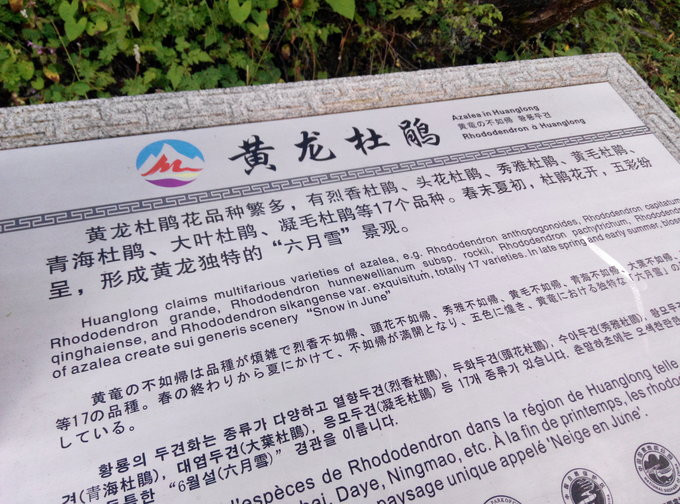 黄龙杜鹃
Azalea in Huanglong
黄竜の不如帰 황룡두견
Rhododendron à Huanglong
黄龙杜鹃花品种繁多，有烈香杜鹃、头花杜鹃、秀雅杜鹃、黄毛杜鹃、
青海杜鹃、大叶杜鹃、凝毛杜鹃等17个品种。春末夏初，杜鹃花开，五彩纷
呈，形成黄龙独特的“六月雪”景观。
Huanglong claims multifarious varieties of azalea, e.g. Rhododendron anthopogonoides, Rhododendron capitatum
Rhododendron grande, Rhododendron hunnewellianum subsp. rockii, Rhododendron pachytrichum, Rhododendron
qinghaiense, and Rhododendron sikangense var. exquisitum, totally 17 varieties. In late spring and early summer,
of azalea create sui generis scenery “Snow in June”
黄竜の不如帰は品種が煩雑で烈香不如帰、頭花不如帰、秀雅不如帰、黄毛不如帰、青海不如帰、大葉不如帰、
等17の品種。春の終わりから夏にかけて、不如帰が満開となり、五色に煌き、黄竜における独特な「六月雪」の
している。
황룡의 두견화는 종류가 다양하고 열향두견(烈香杜鵑), 두화두견(頭花杜鵑), 수아두견(秀雅杜鵑), 황모두견
견(青海杜鵑), 대엽두견(大葉杜鵑), 응모두견(凝毛杜鵑) 등 17개 종류가 있습니다. 춘말하초에는 오색찬란한
독특한 “6월설(六月雪)” 경관을 이룹니다.
d'espèces de Rhododendron dans la région de Huanglong telle
Daye, Ningmao, etc. À la fin de printemps, les rhodo
paysage unique appelé 'Neige en June'.